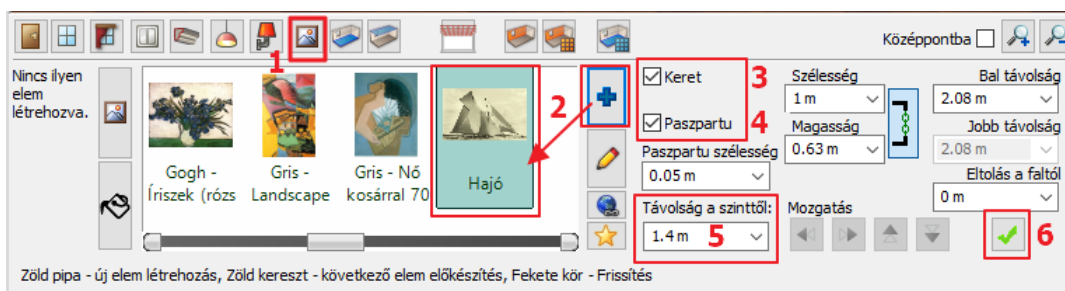 Középpontba
1
Nincs ilyen
elem
létrehozva.
Gogh -
Íriszek (rózs
Gris -
Landscape
Gris - Nő
kosárral 70
Hajó
2
Keret
3
Paszpartu
4
Paszpartu szélesség
0.05 m
Távolság a szinttől:
1.4 m
5
Szélesség
1 m
Magasság
0.63 m
Mozgatás
Bal távolság
2.08 m
Jobb távolság
2.08 m
Eltolás a faltól
0 m
6
Zöld pipa - új elem létrehozás, Zöld kereszt - következő elem előkészítés, Fekete kör - Frissítés